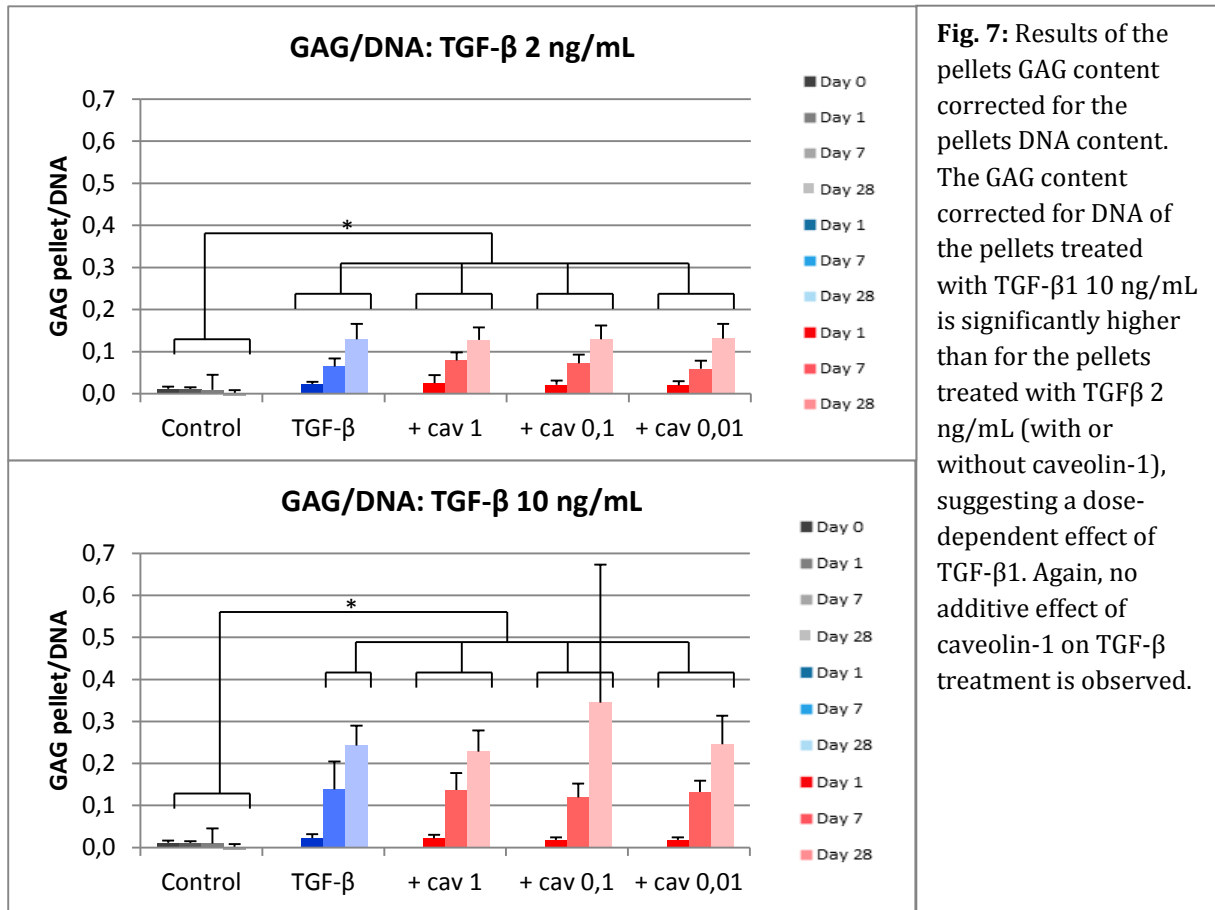 GAG/DNA: TGF-β 2 ng/mL
GAG pellet/DNA
0,7
0,6
0,5
0,4
0,3
0,2
0,1
0,0
*
Control
TGF-β
+ cav 1
+ cav 0,1
+ cav 0,01
Day 0
Day 1
Day 7
Day 28
Day 1
Day 7
Day 28
Day 1
Day 7
Day 28
GAG/DNA: TGF-β 10 ng/mL
GAG pellet/DNA
0,7
0,6
0,5
0,4
0,3
0,2
0,1
0,0
*
Control
TGF-β
+ cav 1
+ cav 0,1
+ cav 0,01
Day 0
Day 1
Day 7
Day 28
Day 1
Day 7
Day 28
Day 1
Day 7
Day 28
Fig. 7: Results of the
pellets GAG content
corrected for the
pellets DNA content.
The GAG content
corrected for DNA of
the pellets treated
with TGF-β1 10 ng/mL
is significantly higher
than for the pellets
treated with TGFβ 2
ng/mL (with or
without caveolin-1),
suggesting a dose-
dependent effect of
TGF-β1. Again, no
additive effect of
caveolin-1 on TGF-β
treatment is observed.